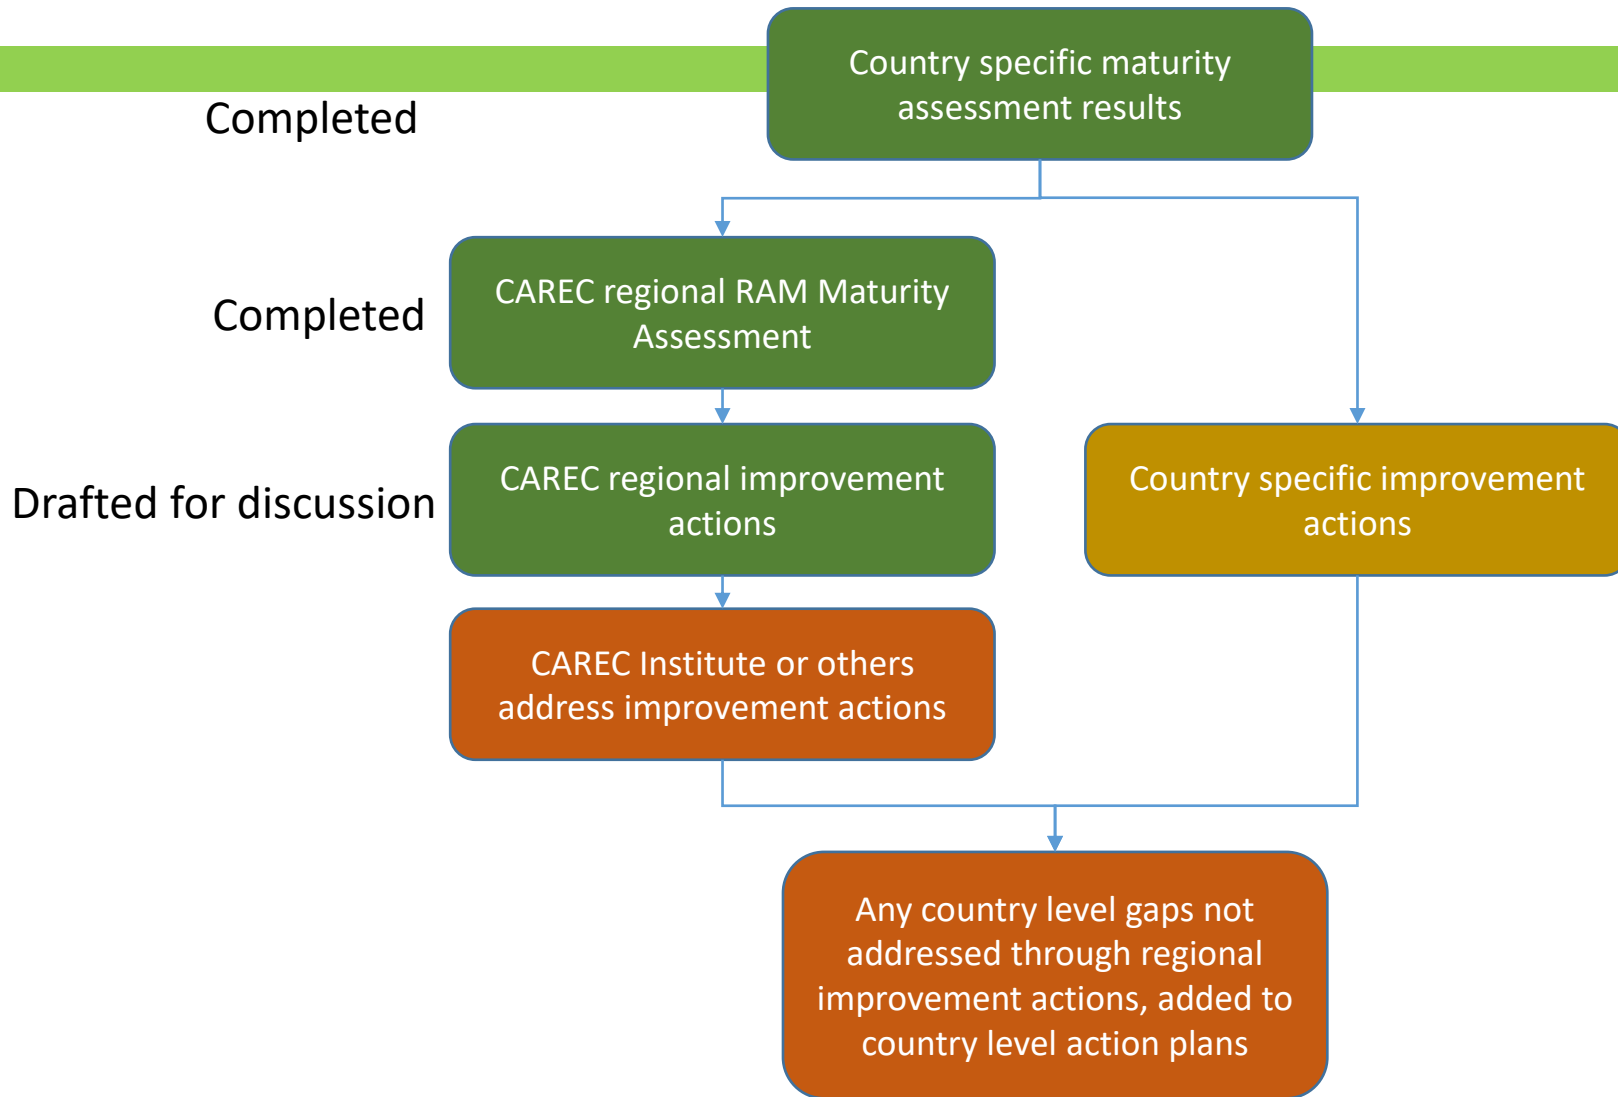 Country specific maturity
assessment results
Completed
Completed
CAREC regional RAM Maturity
Assessment
Drafted for discussion
CAREC regional improvement
actions
Country specific improvement
actions
CAREC Institute or others
address improvement actions
Any country level gaps not
addressed through regional
improvement actions, added to
country level action plans